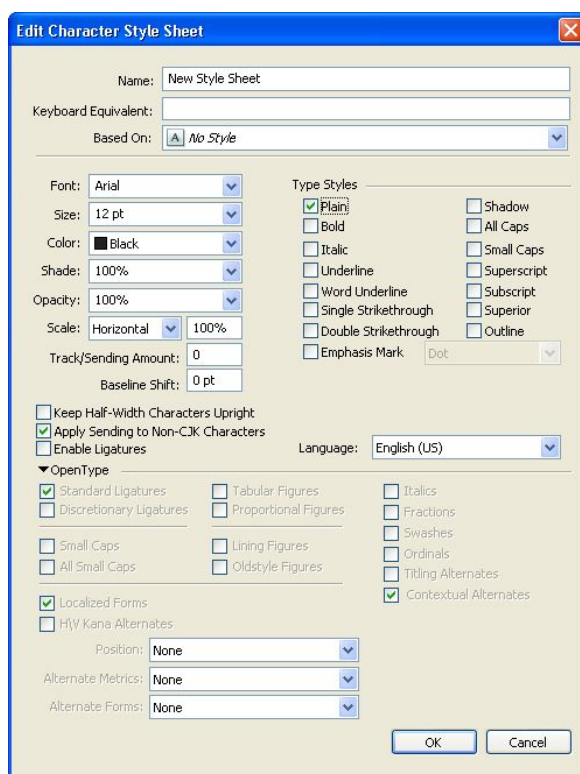 Edit Character Style Sheet
Name: New Style Sheet
Keyboard Equivalent:
Based On: A No Style
Font: Arial
Size: 12 pt
Color: Black
Shade: 100%
Opacity: 100%
Scale: Horizontal 100%
Track/Sending Amount: 0
Baseline Shift: 0 pt
Type Styles
Plain Shadow
Bold All Caps
Italic Small Caps
Underline Superscript
Word Underline Subscript
Single Strikethrough Superior
Double Strikethrough Outline
Emphasis Mark Dot
Keep Half-Width Characters Upright
Apply Sending to Non-CJK Characters
Enable Ligatures
Language: English (US)
OpenType
Standard Ligatures Tabular Figures Italics
Discretionary Ligatures Proportional Figures Fractions
Swashes
Small Caps Lining Figures Ordinals
All Small Caps Oldstyle Figures Titling Alternates
Localized Forms Contextual Alternates
H\V Kana Alternates
Position: None
Alternate Metrics: None
Alternate Forms: None
OK Cancel